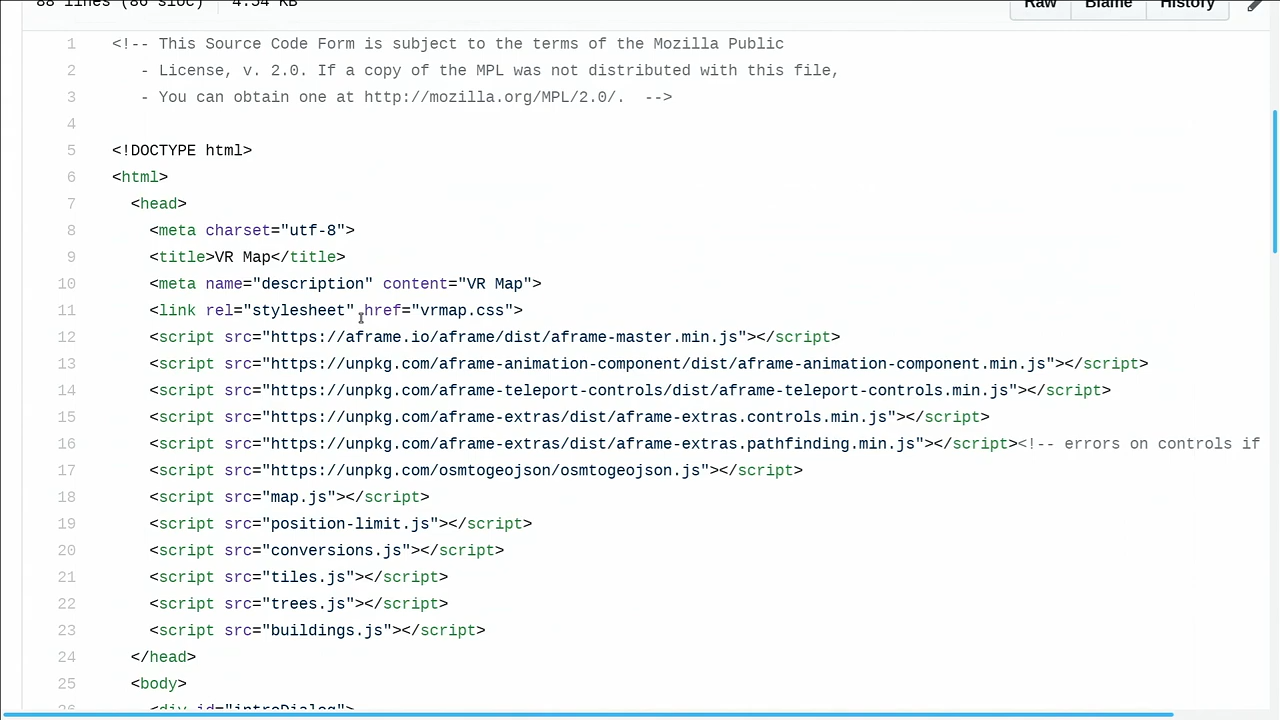 88 lines (86 sloc) 4.54 KB
Raw Blame History
1 <!-- This Source Code Form is subject to the terms of the Mozilla Public
2 - License, v. 2.0. If a copy of the MPL was not distributed with this file,
3 - You can obtain one at http://mozilla.org/MPL/2.0/. -->
4
5 <!DOCTYPE html>
6 <html>
7 <head>
8 <meta charset="utf-8">
9 <title>VR Map</title>
10 <meta name="description" content="VR Map">
11 <link rel="stylesheet" href="vrmap.css">
12 <script src="https://aframe.io/aframe/dist/aframe-master.min.js"></script>
13 <script src="https://unpkg.com/aframe-animation-component/dist/aframe-animation-component.min.js"></script>
14 <script src="https://unpkg.com/aframe-teleport-controls/dist/aframe-teleport-controls.min.js"></script>
15 <script src="https://unpkg.com/aframe-extras/dist/aframe-extras.controls.min.js"></script>
16 <script src="https://unpkg.com/aframe-extras/dist/aframe-extras.pathfinding.min.js"></script><!-- errors on controls if
17 <script src="https://unpkg.com/osmtogeojson/osmtogeojson.js"></script>
18 <script src="map.js"></script>
19 <script src="position-limit.js"></script>
20 <script src="conversions.js"></script>
21 <script src="tiles.js"></script>
22 <script src="trees.js"></script>
23 <script src="buildings.js"></script>
24 </head>
25 <body>
26 <div id="introDialog">